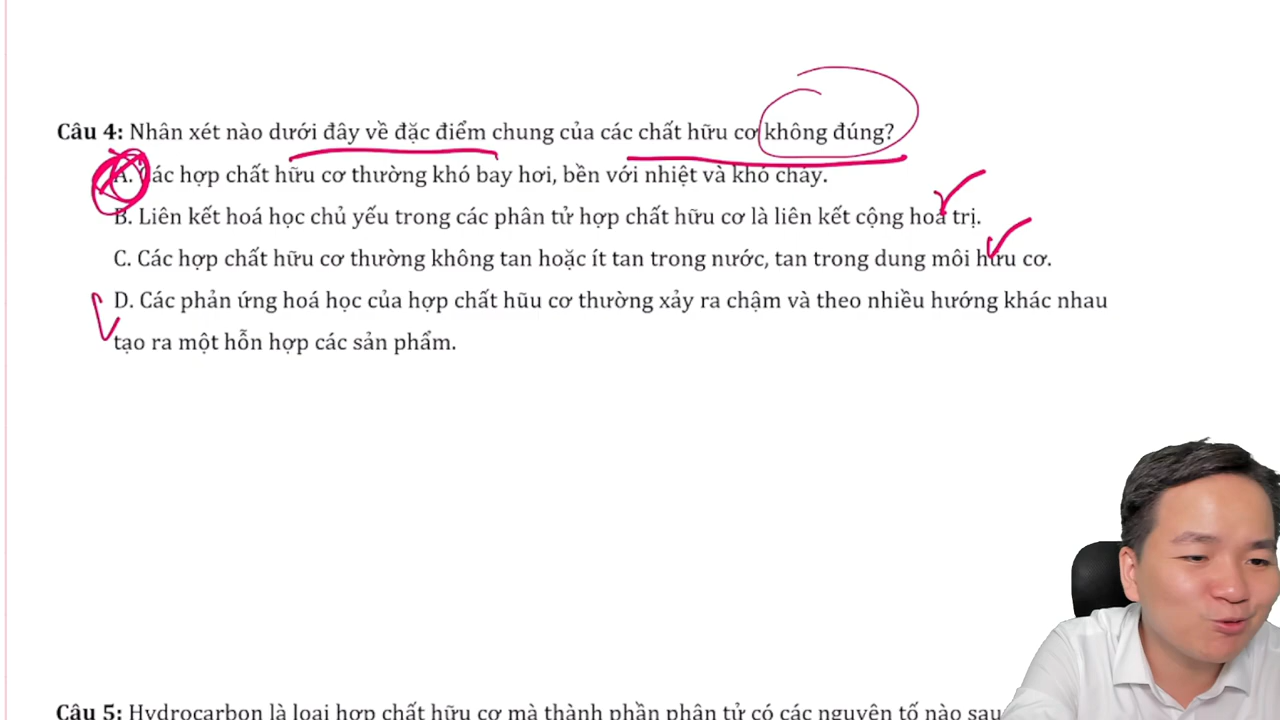 Câu 4: Nhân xét nào dưới đây về đặc điểm chung của các chất hữu cơ không đúng?
A. Các hợp chất hữu cơ thường khó bay hơi, bền với nhiệt và khó cháy.
B. Liên kết hoá học chủ yếu trong các phân tử hợp chất hữu cơ là liên kết cộng hoá trị.
C. Các hợp chất hữu cơ thường không tan hoặc ít tan trong nước, tan trong dung môi hữu cơ.
D. Các phản ứng hoá học của hợp chất hũu cơ thường xảy ra chậm và theo nhiều hướng khác nhau
tạo ra một hỗn hợp các sản phẩm.
Câu 5: Hydrocarbon là loại hợp chất hữu cơ mà thành phần phân tử có các nguyên tố nào sau